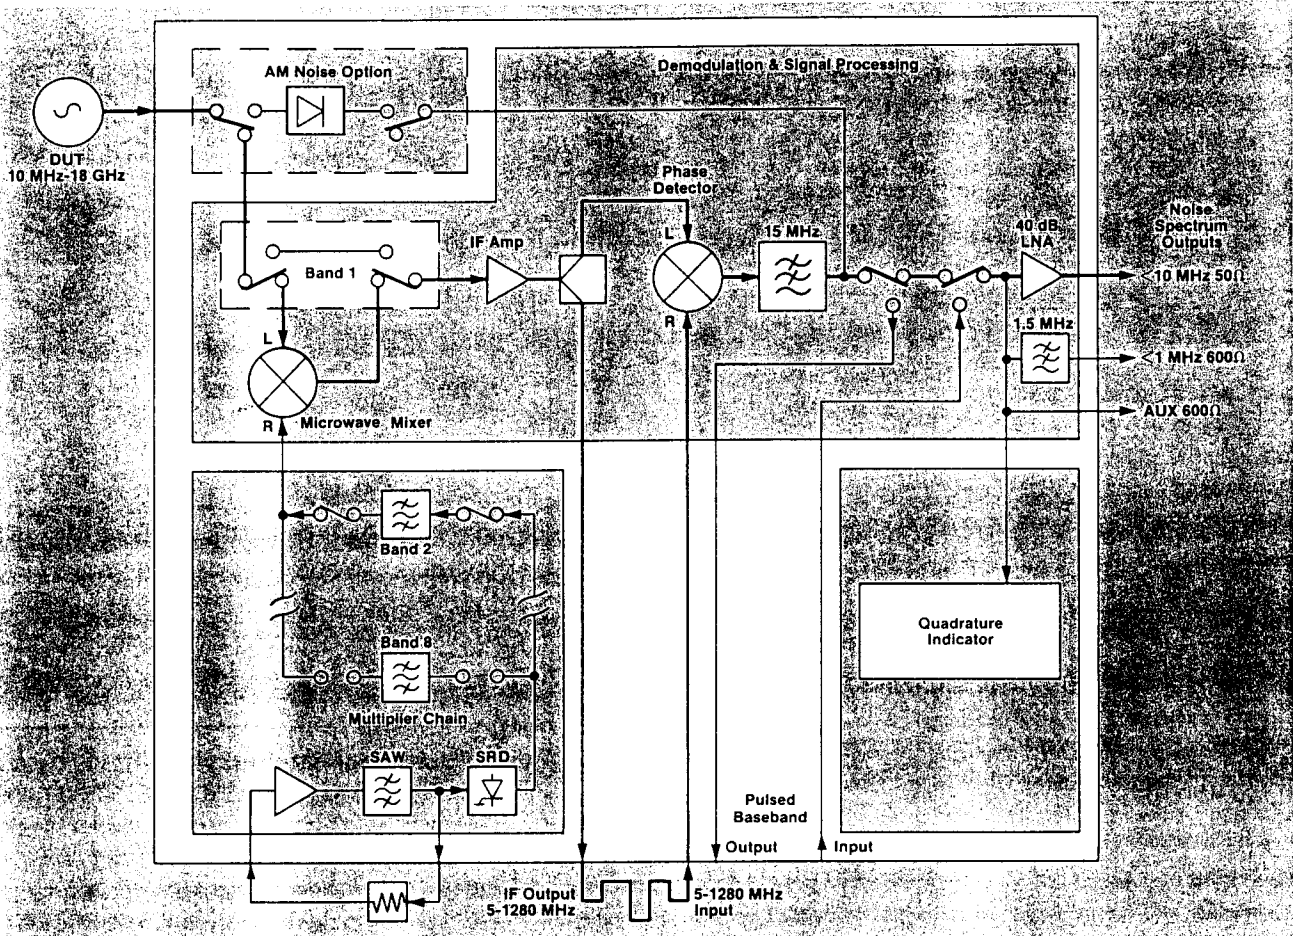 AM Noise Option
Demodulation & Signal Processing
DUT
10 MHz-18 GHz
Phase
Detector
L
15 MHz
40 dB
LNA
Noise
Spectrum
Outputs
IF Amp
Band 1
<10 MHz 50Ω
L
R
1.5 MHz
<1 MHz 600Ω
AUX 600Ω
R
Microwave Mixer
Band 2
Band 8
Multiplier Chain
Quadrature
Indicator
SAW
SRD
Pulsed
Baseband
Output
Input
IF Output
5-1280 MHz
5-1280 MHz
Input